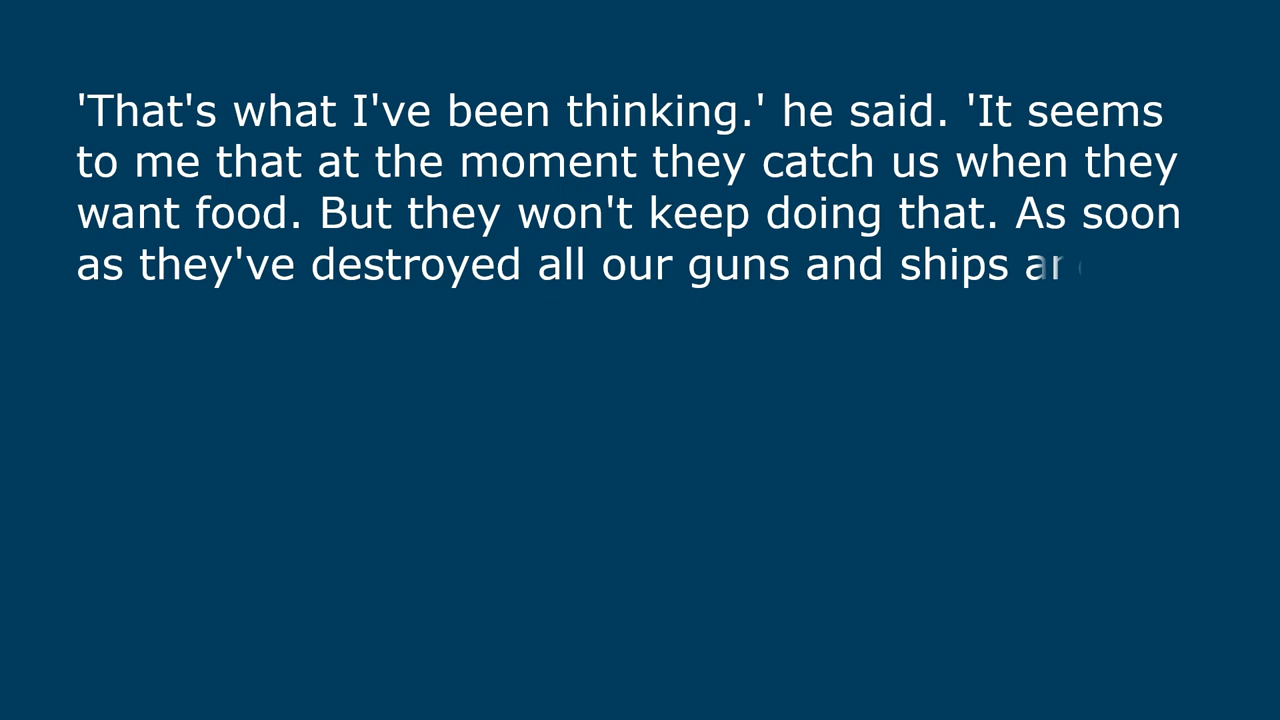 'That's what I've been thinking.' he said. 'It seems
to me that at the moment they catch us when they
want food. But they won't keep doing that. As soon
as they've destroyed all our guns and ships